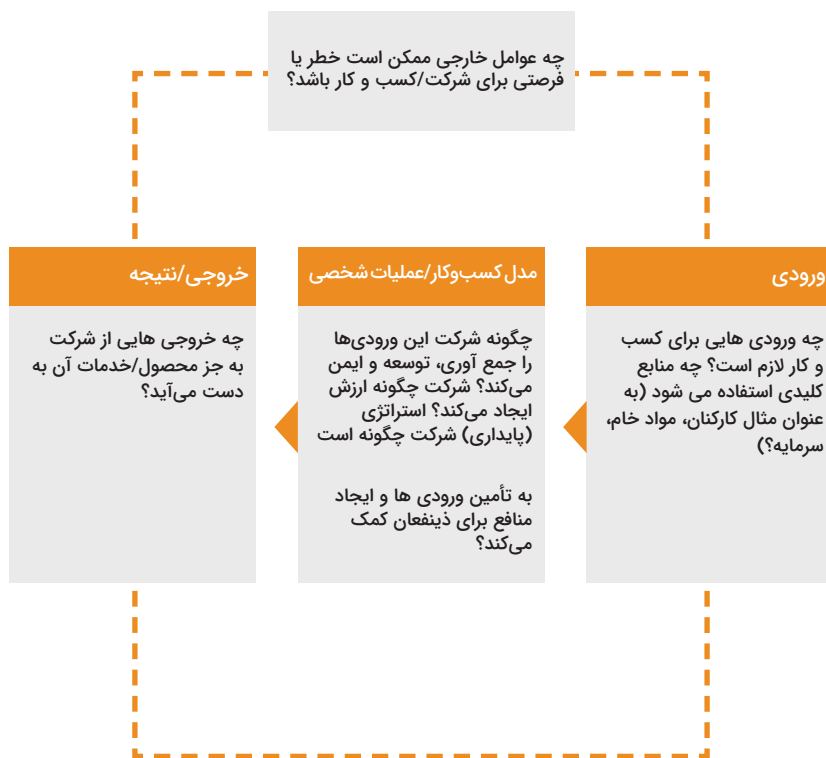 چه عوامل خارجی ممکن است خطر یا
فرصتی برای شرکت/کسب و کار باشد؟
ورودی
چه ورودی هایی برای کسب
و کار لازم است؟ چه منابع
کلیدی استفاده می شود (به
عنوان مثال کارکنان، مواد خام،
سرمایه؟)
مدل کسب‌وکار/عملیات شخصی
چگونه شرکت این ورودی‌ها
را جمع آوری، توسعه و ایمن
می‌کند؟ شرکت چگونه ارزش
ایجاد می‌کند؟ استراتژی
(پایداری) شرکت چگونه است
به تأمین ورودی ها و ایجاد
منافع برای ذینفعان کمک
می‌کند؟
خروجی/نتیجه
چه خروجی هایی از شرکت
به جز محصول/خدمات آن به
دست می‌آید؟